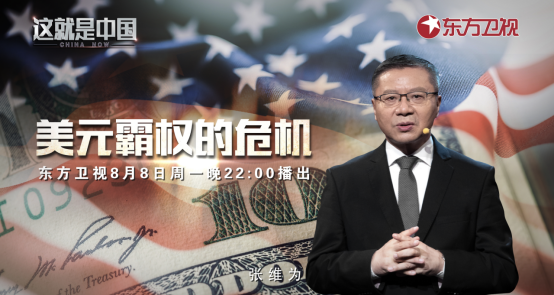 这就是中国
CHINA NOW
东方卫视
美元霸权的危机
东方卫视8月8日周一晚22:00播出
100
of the Treasury.
张维为